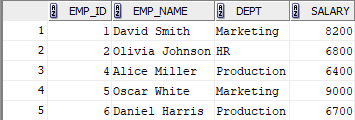 EMP_ID EMP_NAME DEPT SALARY
1 1 David Smith Marketing 8200
2 2 Olivia Johnson HR 6800
3 4 Alice Miller Production 6400
4 5 Oscar White Marketing 9000
5 6 Daniel Harris Production 6700